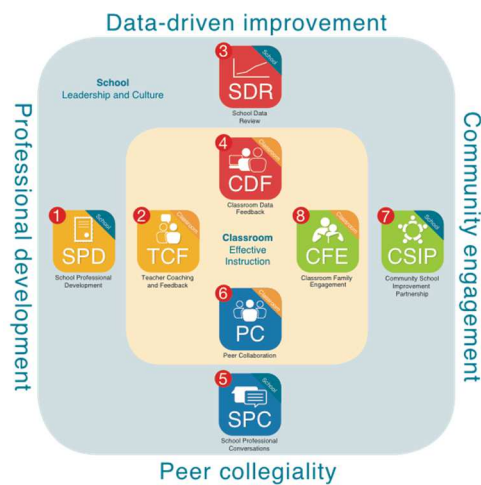 Data-driven improvement
Professional development
Community engagement
School
Leadership and Culture
3
School
SDR
School Data
Review
4
Classroom
CDF
Classroom Data
Feedback
1
School
SPD
School Professional
Development
2
Classroom
TCF
Teacher Coaching
and Feedback
Classroom
Effective
Instruction
8
Classroom
CFE
Classroom Family
Engagement
7
School
CSIP
Community School
Improvement
Partnership
6
Classroom
PC
Peer Collaboration
5
School
SPC
School Professional
Conversations
Peer collegiality